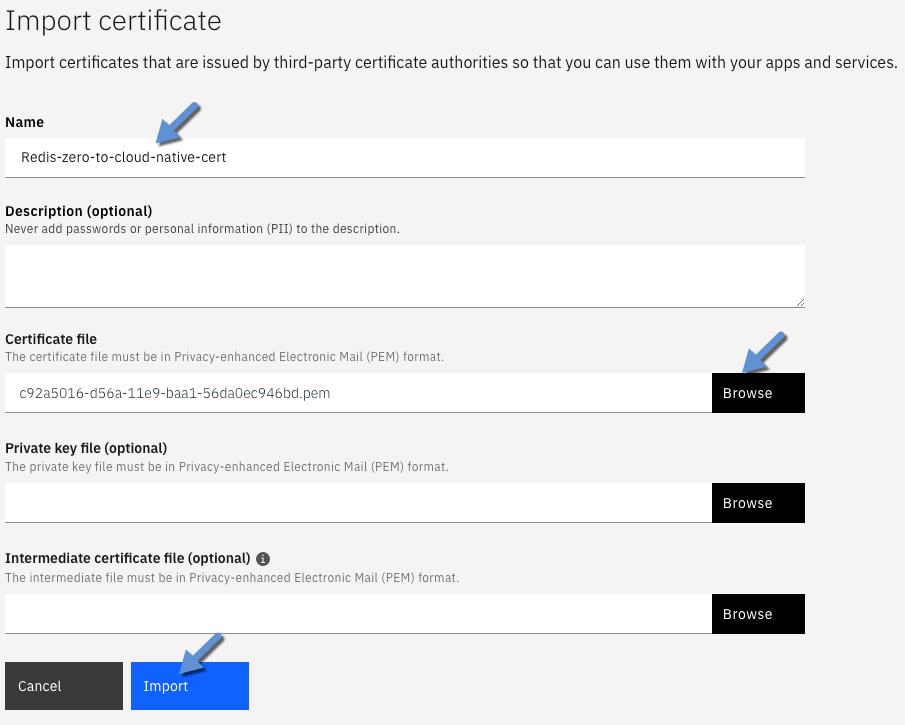 Import certificate
Import certificates that are issued by third-party certificate authorities so that you can use them with your apps and services.
Name
Redis-zero-to-cloud-native-cert
Description (optional)
Never add passwords or personal information (PII) to the description.
Certificate file
The certificate file must be in Privacy-enhanced Electronic Mail (PEM) format.
c92a5016-d56a-11e9-baa1-56da0ec946bd.pem Browse
Private key file (optional)
The private key file must be in Privacy-enhanced Electronic Mail (PEM) format.
Browse
Intermediate certificate file (optional)
The intermediate file must be in Privacy-enhanced Electronic Mail (PEM) format.
Browse
Cancel Import